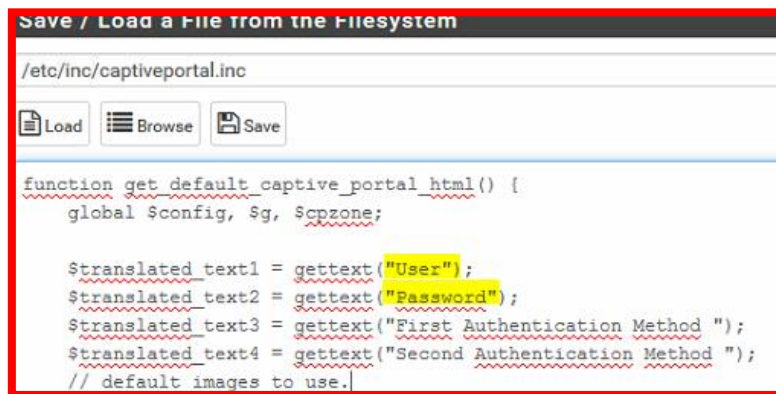 Save / Load a File from the Filesystem
/etc/inc/captiveportal.inc
Load Browse Save
function get_default_captive_portal_html() {
global $config, $g, $cpzone;
$translated_text1 = gettext("User");
$translated_text2 = gettext("Password");
$translated_text3 = gettext("First Authentication Method ");
$translated_text4 = gettext("Second Authentication Method ");
// default images to use.